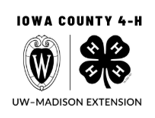 IOWA COUNTY 4-H
W
H H
H H
UW-MADISON EXTENSION